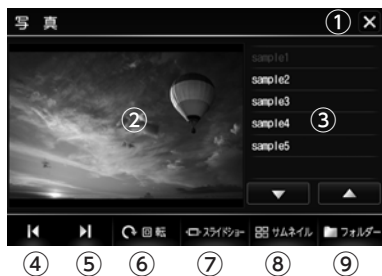 写 真
①
②
sample1
sample2
sample3
sample4
sample5
③
回転
スライドショー
サムネイル
フォルダー
④
⑤
⑥
⑦
⑧
⑨